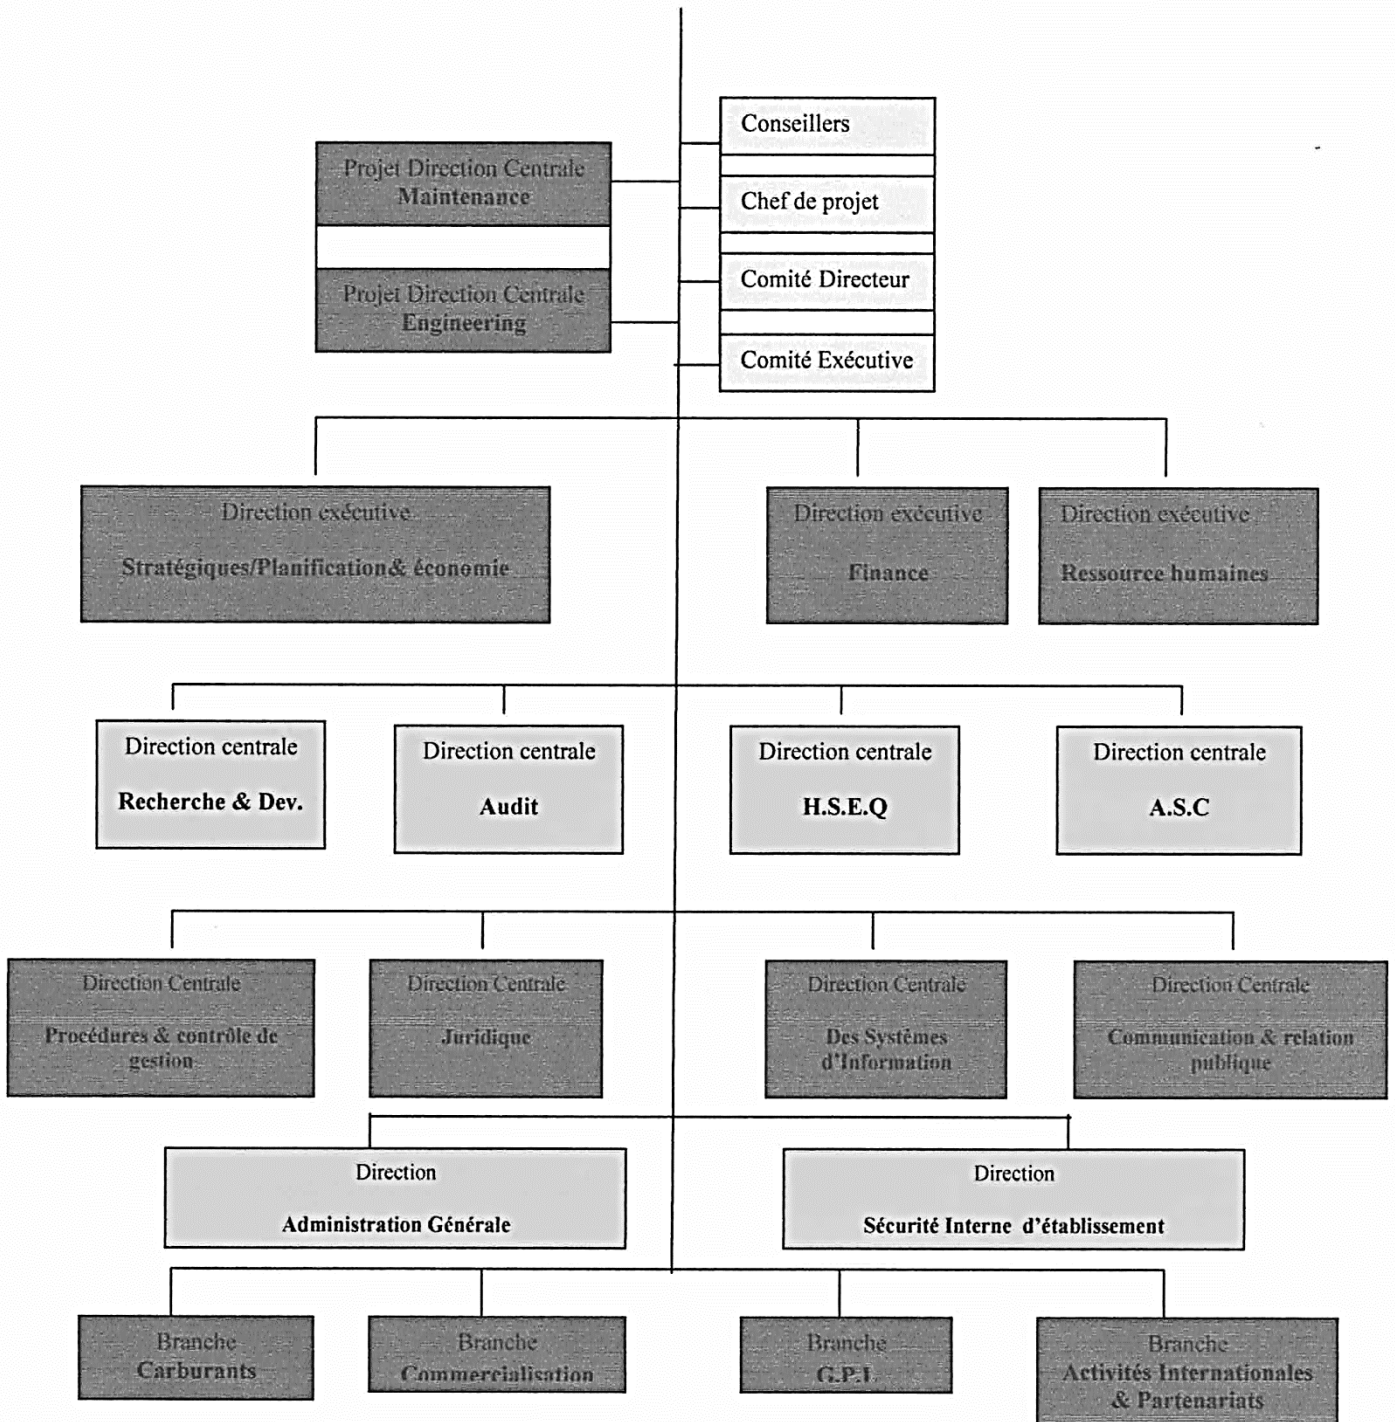 Conseillers
Projet Direction Centrale
Maintenance
Chef de projet
Comité Directeur
Projet Direction Centrale
Engineering
Comité Exécutive
Direction exécutive
Stratégiques/Planification& économie
Direction exécutive
Finance
Direction exécutive
Ressource humaines
Direction centrale
Recherche & Dev.
Direction centrale
Audit
Direction centrale
H.S.E.Q
Direction centrale
A.S.C
Direction Centrale
Procédures & contrôle de
gestion
Direction Centrale
Juridique
Direction Centrale
Des Systèmes
d'Information
Direction Centrale
Communication & relation
publique
Direction
Administration Générale
Direction
Sécurité Interne d'établissement
Branche
Carburants
Branche
Commercialisation
Branche
Branche
Activités Internationales
& Partenariats